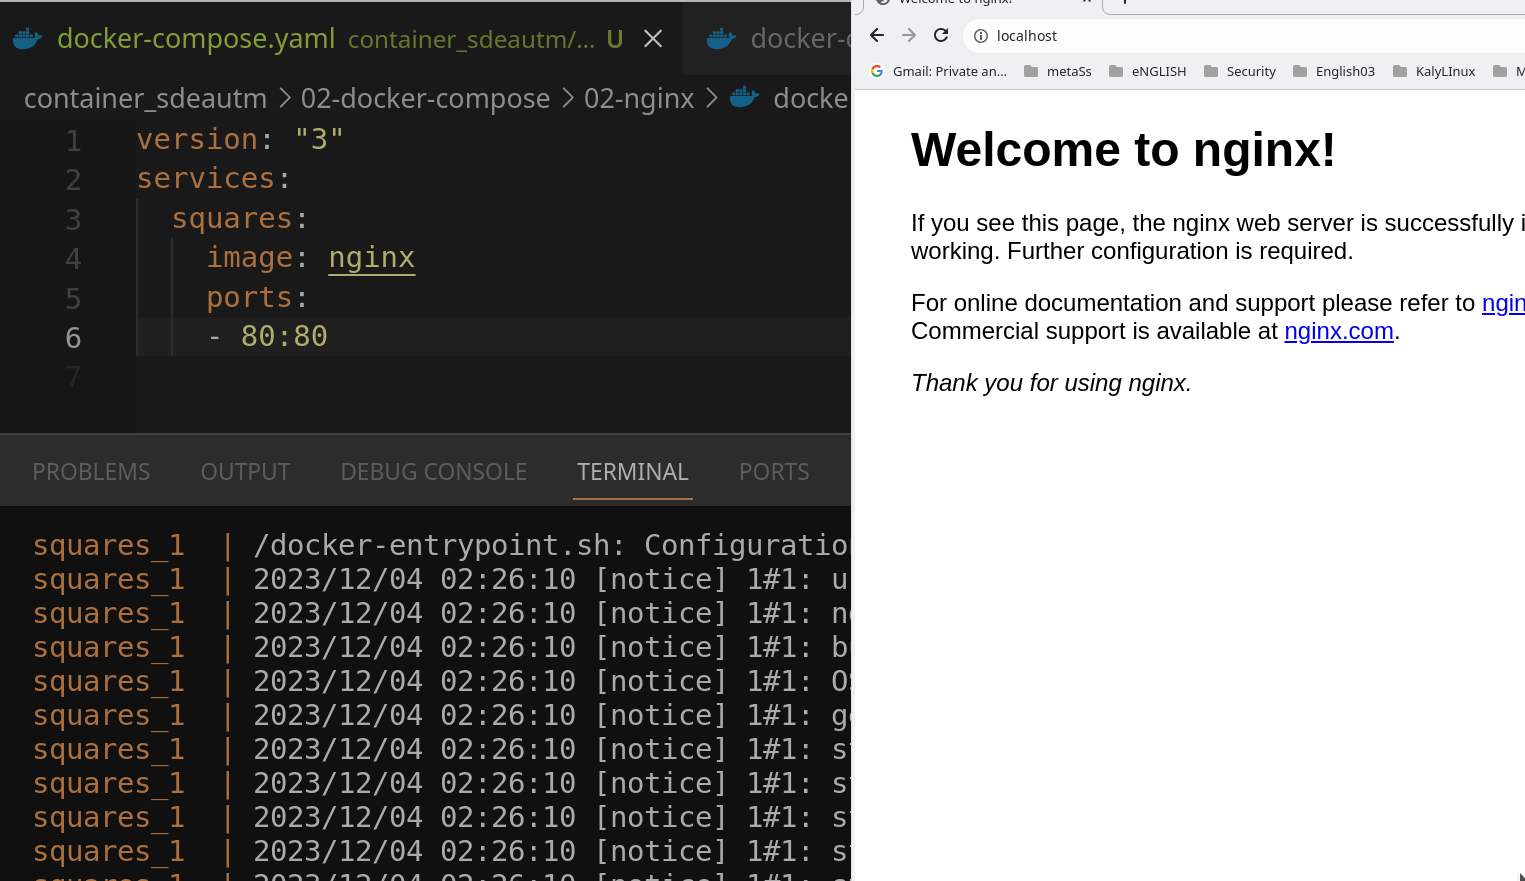 docker-compose.yaml container_sdeautm/... U
container_sdeautm > 02-docker-compose > 02-nginx >
1 version: "3"
2 services:
3 squares:
4 image: nginx
5 ports:
6 - 80:80
7
PROBLEMS OUTPUT DEBUG CONSOLE TERMINAL PORTS
squares_1 | /docker-entrypoint.sh:
squares_1 | 2023/12/04 02:26:10 [notice] 1#1:
squares_1 | 2023/12/04 02:26:10 [notice] 1#1:
squares_1 | 2023/12/04 02:26:10 [notice] 1#1:
squares_1 | 2023/12/04 02:26:10 [notice] 1#1:
squares_1 | 2023/12/04 02:26:10 [notice] 1#1:
squares_1 | 2023/12/04 02:26:10 [notice] 1#1:
squares_1 | 2023/12/04 02:26:10 [notice] 1#1:
squares_1 | 2023/12/04 02:26:10 [notice] 1#1:
squares_1 | 2023/12/04 02:26:10 [notice] 1#1:
Welcome to nginx!
localhost
Gmail: Private an... metaSs eNGLISH Security English03 KalyLInux
Welcome to nginx!
If you see this page, the nginx web server is successfully
working. Further configuration is required.
For online documentation and support please refer to
Commercial support is available at nginx.com.
Thank you for using nginx.